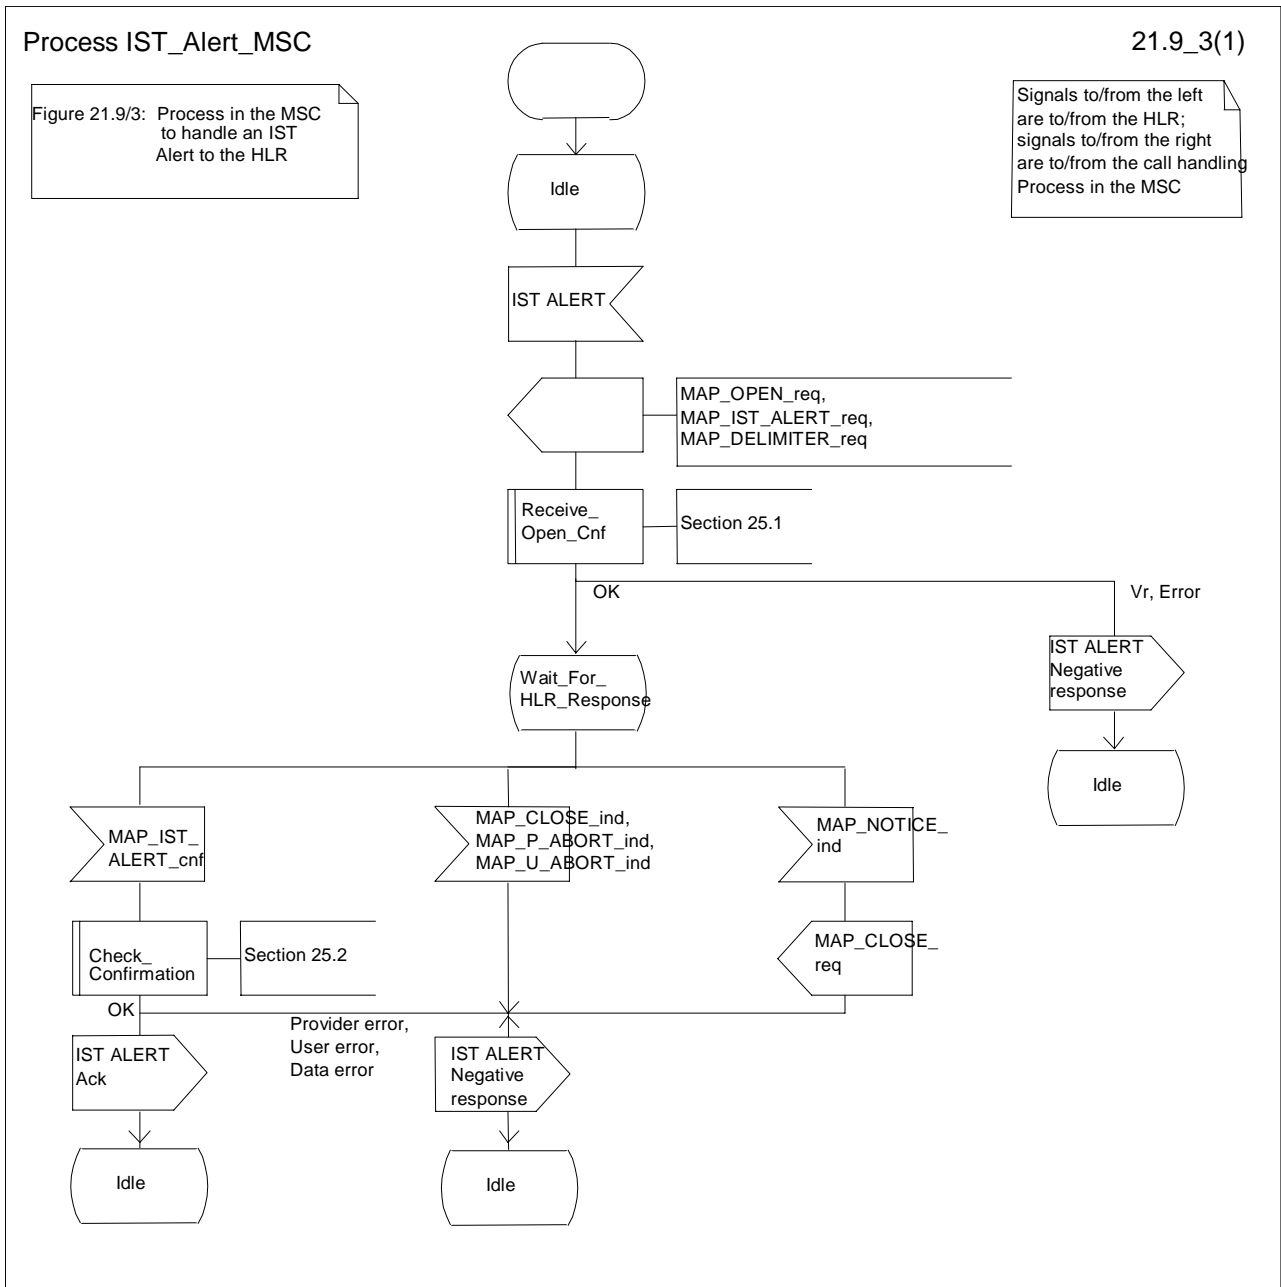 Process IST_Alert_MSC
21.9_3(1)
Figure 21.9/3: Process in the MSC
to handle an IST
Alert to the HLR
Signals to/from the left
are to/from the HLR;
signals to/from the right
are to/from the call handling
Process in the MSC
Idle
IST ALERT
MAP_OPEN_req,
MAP_IST_ALERT_req,
MAP_DELIMITER_req
Receive_
Open_Cnf
Section 25.1
OK
Vr, Error
IST ALERT
Negative
response
Wait_For_
HLR_Response
Idle
MAP_IST_
ALERT_cnf
MAP_CLOSE_ind,
MAP_P_ABORT_ind,
MAP_U_ABORT_ind
MAP_NOTICE_
ind
Check_
Confirmation
Section 25.2
MAP_CLOSE_
req
OK
Provider error,
User error,
Data error
IST ALERT
Ack
IST ALERT
Negative
response
Idle
Idle